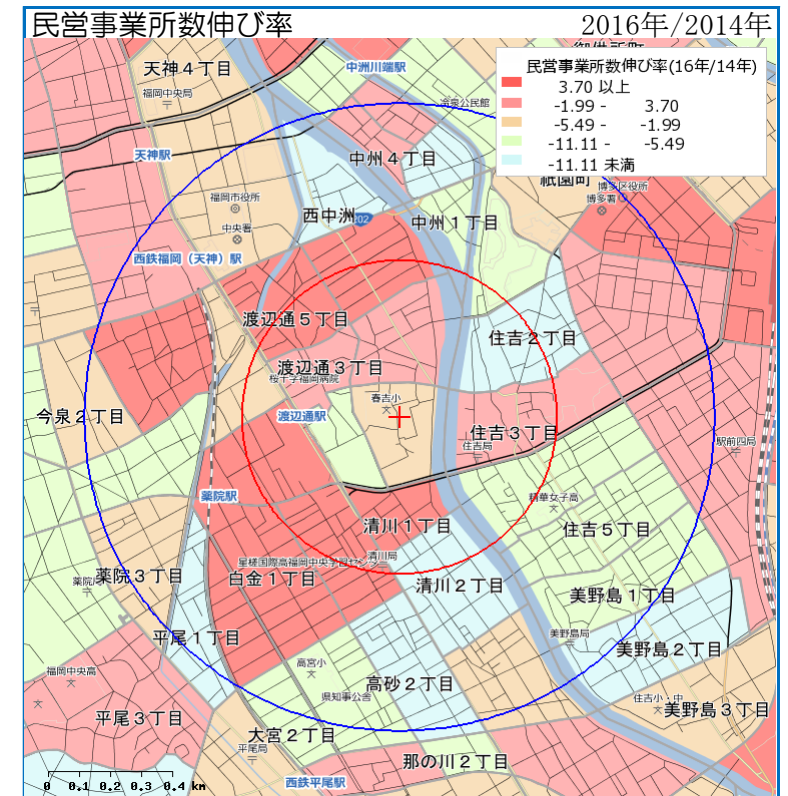 民営事業所数伸び率
2016年/2014年
民営事業所数伸び率(16年/14年)
3.70 以上
-1.99 - 3.70
-5.49 - -1.99
-11.11 - -5.49
-11.11 未満
天神4丁目
福岡中央局
中洲川端駅
冷泉公民館
中州4丁目
天神駅
祇園町
博多区役所
博多署
福岡市役所
西中洲
202
中州1丁目
中央署
西鉄福岡（天神）駅
渡辺通5丁目
住吉2丁目
渡辺通3丁目
桜十字福岡病院
春吉小
今泉2丁目
渡辺通駅
住吉3丁目
住吉局
駅前四局
薬院駅
精華女子高
清川1丁目
住吉5丁目
清川局
星槎国際高福岡中央学習センター
薬院3丁目
白金1丁目
清川2丁目
美野島1丁目
平尾1丁目
美野島局
美野島2丁目
高宮小
福岡中央高
県知事公舎
高砂2丁目
住吉小・中
美野島3丁目
平尾3丁目
大宮2丁目
平尾局
那の川2丁目
西鉄平尾駅
0 0.1 0.2 0.3 0.4 km